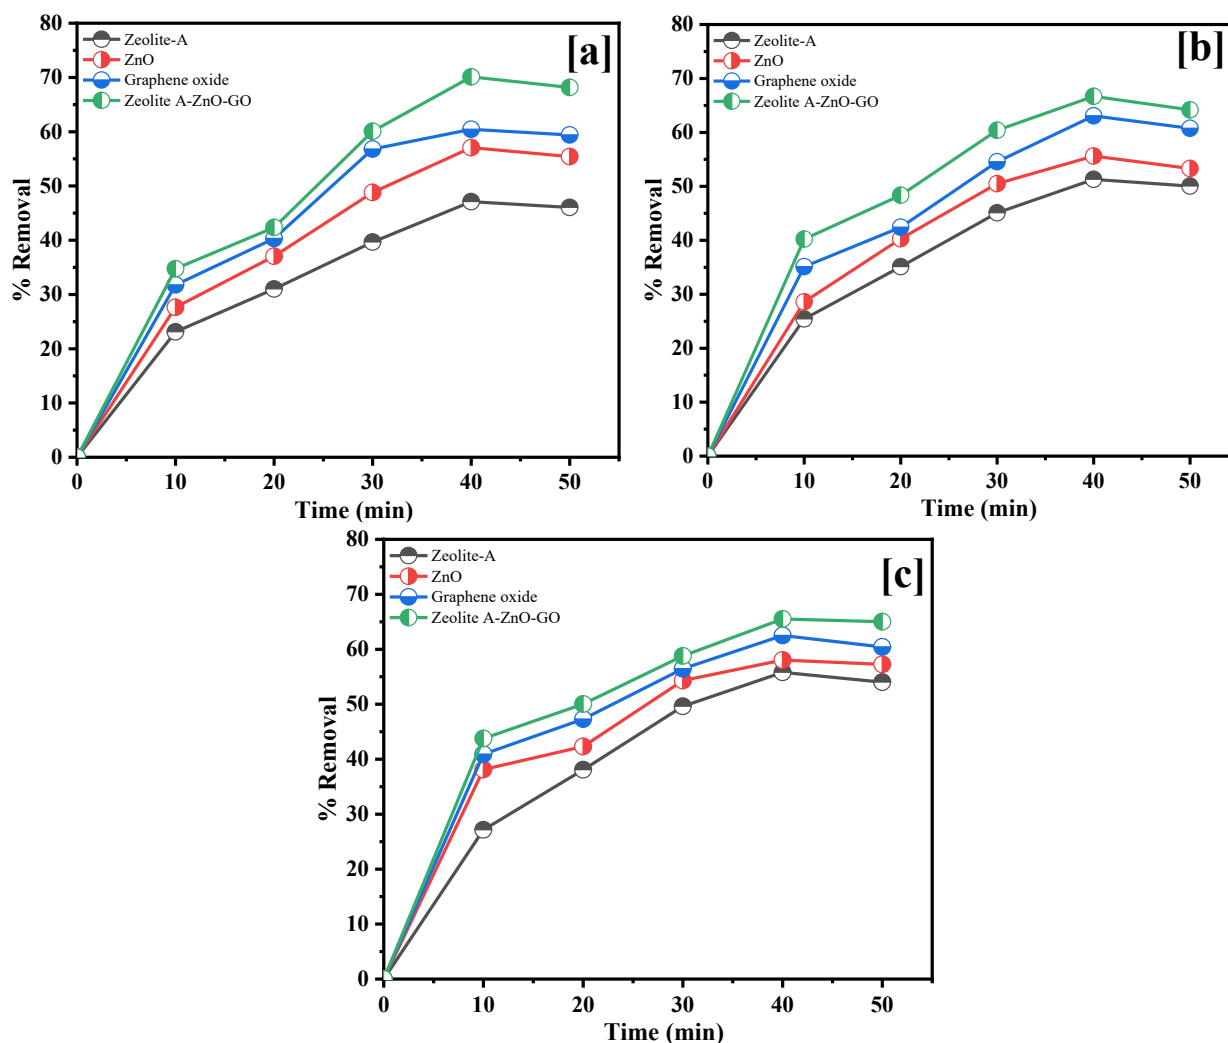 [a]
Zeolite-A
ZnO
Graphene oxide
Zeolite A-ZnO-GO
% Removal
80
70
60
50
40
30
20
10
0
0 10 20 30 40 50
Time (min)
[b]
Zeolite-A
ZnO
Graphene oxide
Zeolite A-ZnO-GO
% Removal
80
70
60
50
40
30
20
10
0
0 10 20 30 40 50
Time (min)
[c]
Zeolite-A
ZnO
Graphene oxide
Zeolite A-ZnO-GO
% Removal
80
70
60
50
40
30
20
10
0
0 10 20 30 40 50
Time (min)